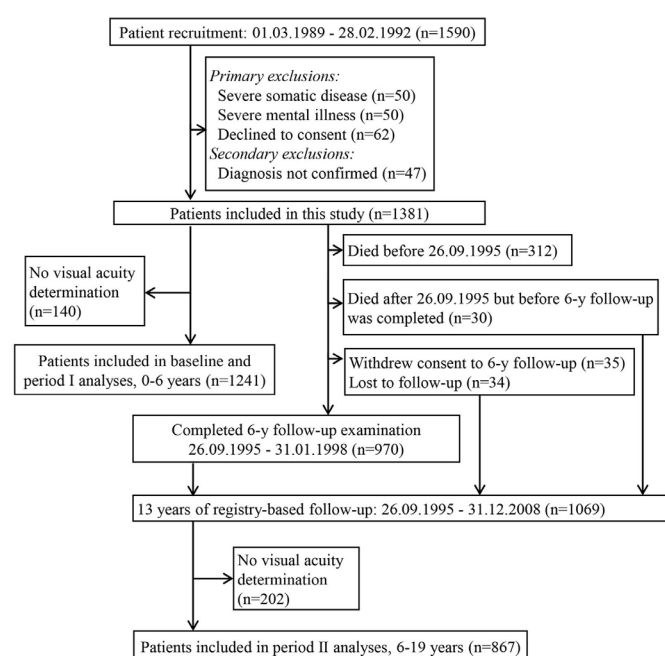 Patient recruitment: 01.03.1989 - 28.02.1992 (n=1590)
Primary exclusions:
Severe somatic disease (n=50)
Severe mental illness (n=50)
Declined to consent (n=62)
Secondary exclusions:
Diagnosis not confirmed (n=47)
Patients included in this study (n=1381)
Died before 26.09.1995 (n=312)
No visual acuity
determination
(n=140)
Died after 26.09.1995 but before 6-y follow-up
was completed (n=30)
Patients included in baseline and
period I analyses, 0-6 years (n=1241)
Withdrew consent to 6-y follow-up (n=35)
Lost to follow-up (n=34)
Completed 6-y follow-up examination
26.09.1995 - 31.01.1998 (n=970)
13 years of registry-based follow-up: 26.09.1995 - 31.12.2008 (n=1069)
No visual acuity
determination
(n=202)
Patients included in period II analyses, 6-19 years (n=867)